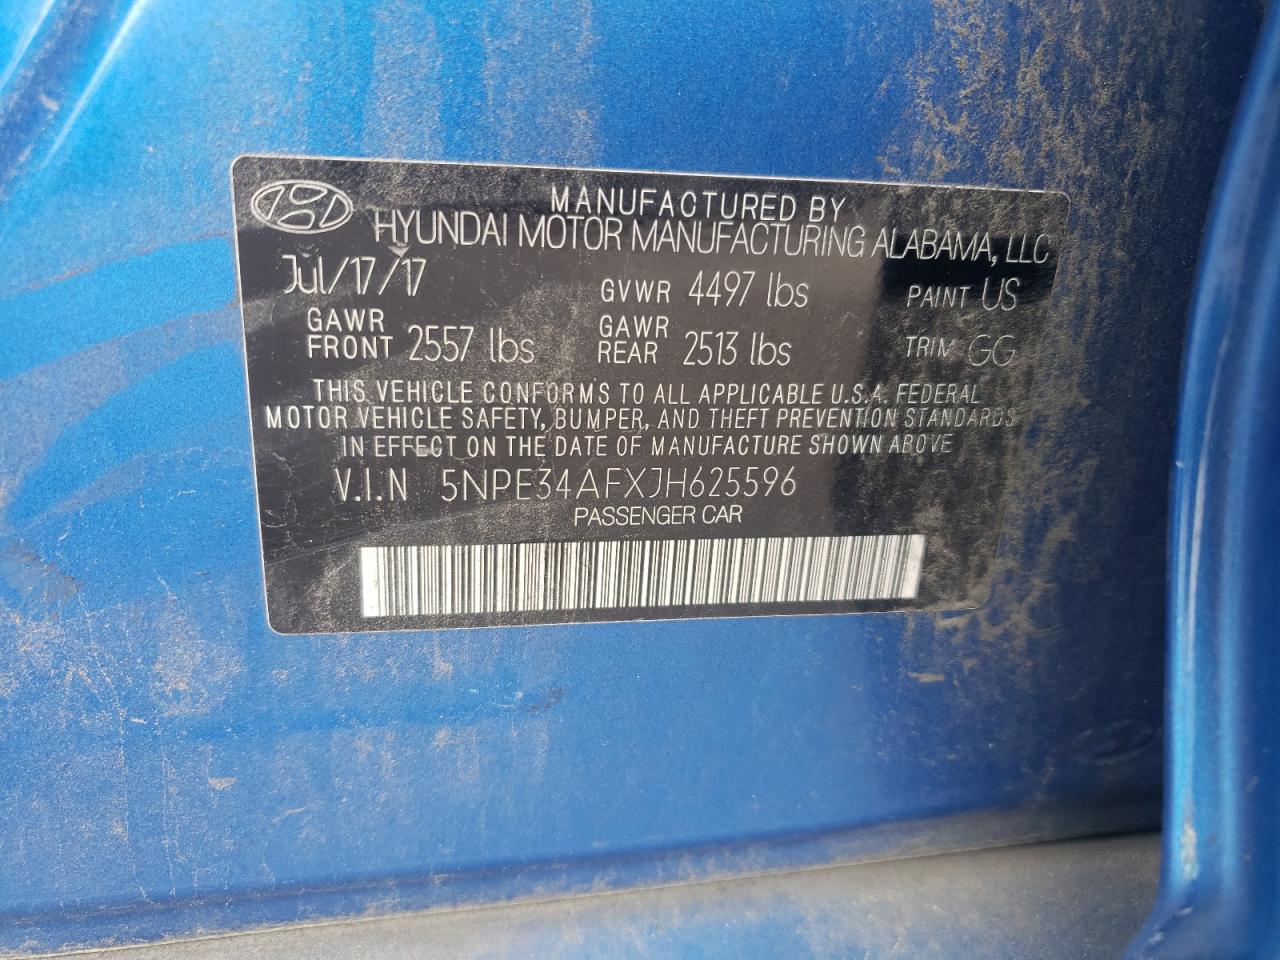 MANUFACTURED BY
HYUNDAI MOTOR MANUFACTURING ALABAMA, LLC
Jul/17/17 GVWR 4497 lbs PAINT US
GAWR FRONT 2557 lbs GAWR REAR 2513 lbs TRIM GG
THIS VEHICLE CONFORMS TO ALL APPLICABLE U.S.A. FEDERAL
MOTOR VEHICLE SAFETY, BUMPER, AND THEFT PREVENTION STANDARDS
IN EFFECT ON THE DATE OF MANUFACTURE SHOWN ABOVE
V.I.N 5NPE34AFXJH625596
PASSENGER CAR